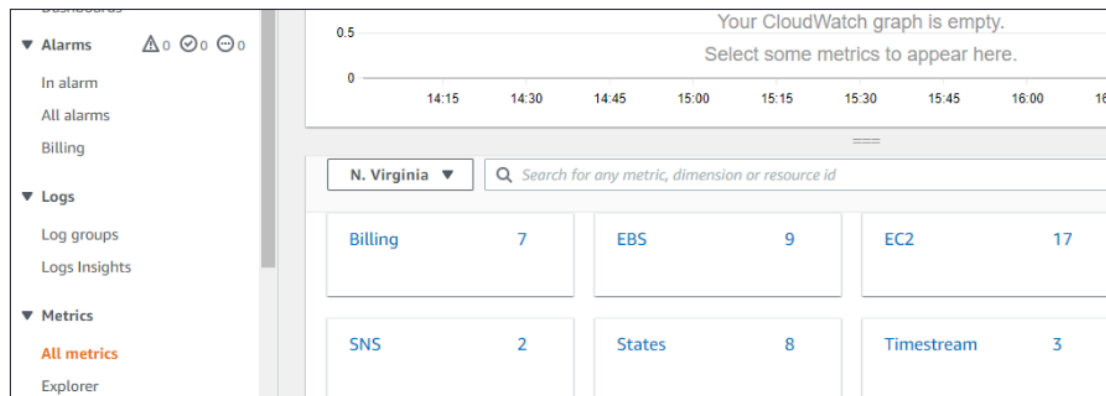 Dashboards
Alarms 0 0 0
In alarm
All alarms
Billing
Logs
Log groups
Logs Insights
Metrics
All metrics
Explorer
Your CloudWatch graph is empty.
Select some metrics to appear here.
0.5
0
14:15 14:30 14:45 15:00 15:15 15:30 15:45 16:00 16
N. Virginia Search for any metric, dimension or resource id
Billing 7 EBS 9 EC2 17
SNS 2 States 8 Timestream 3